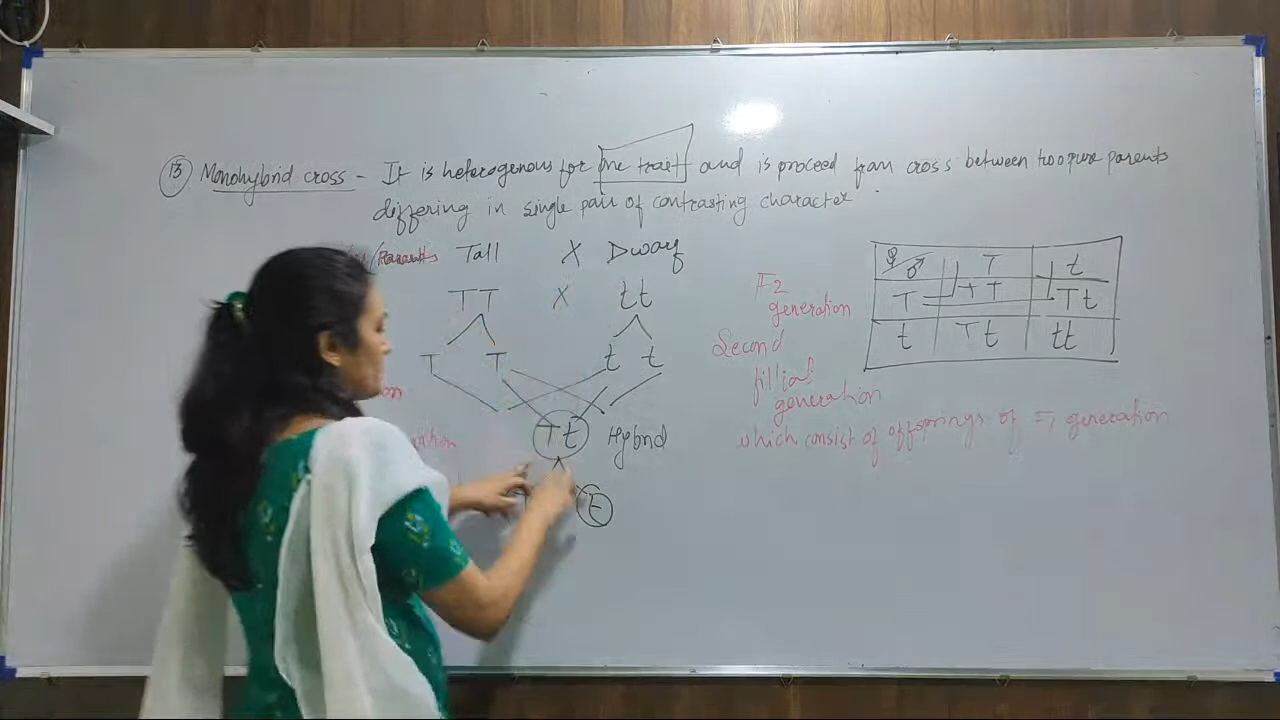 13 Monohybrid cross - It is heterogenous for one trait and is proceed from cross between two pure parents
differing in single pair of contrasting character
Parents Tall X Dwarf
TT X tt
T T t t
Tt Hybrid
t
F2
generation
Second
fillial
generation
which consist of offsprings of F1 generation
♀ ♂ T t
T TT Tt
t Tt tt